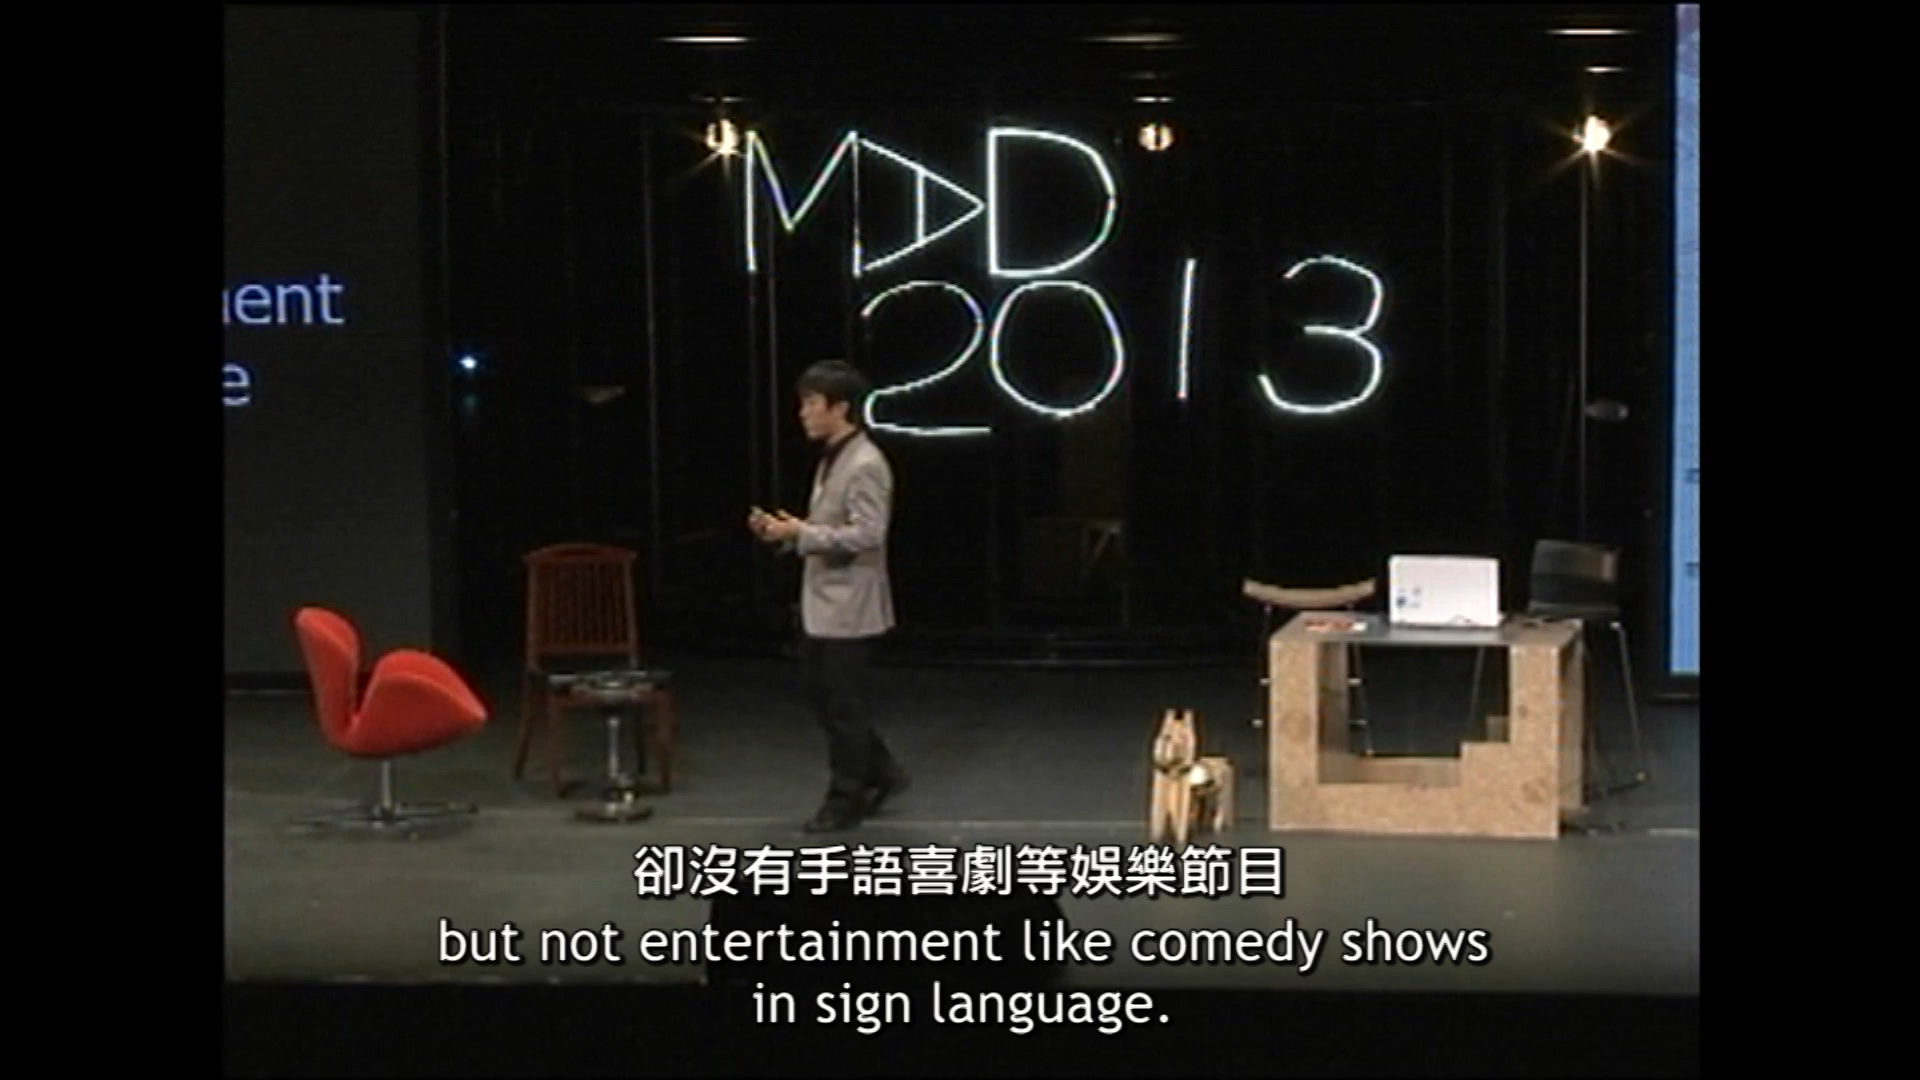 MAD
2013
卻沒有手語喜劇等娛樂節目
but not entertainment like comedy shows
in sign language.